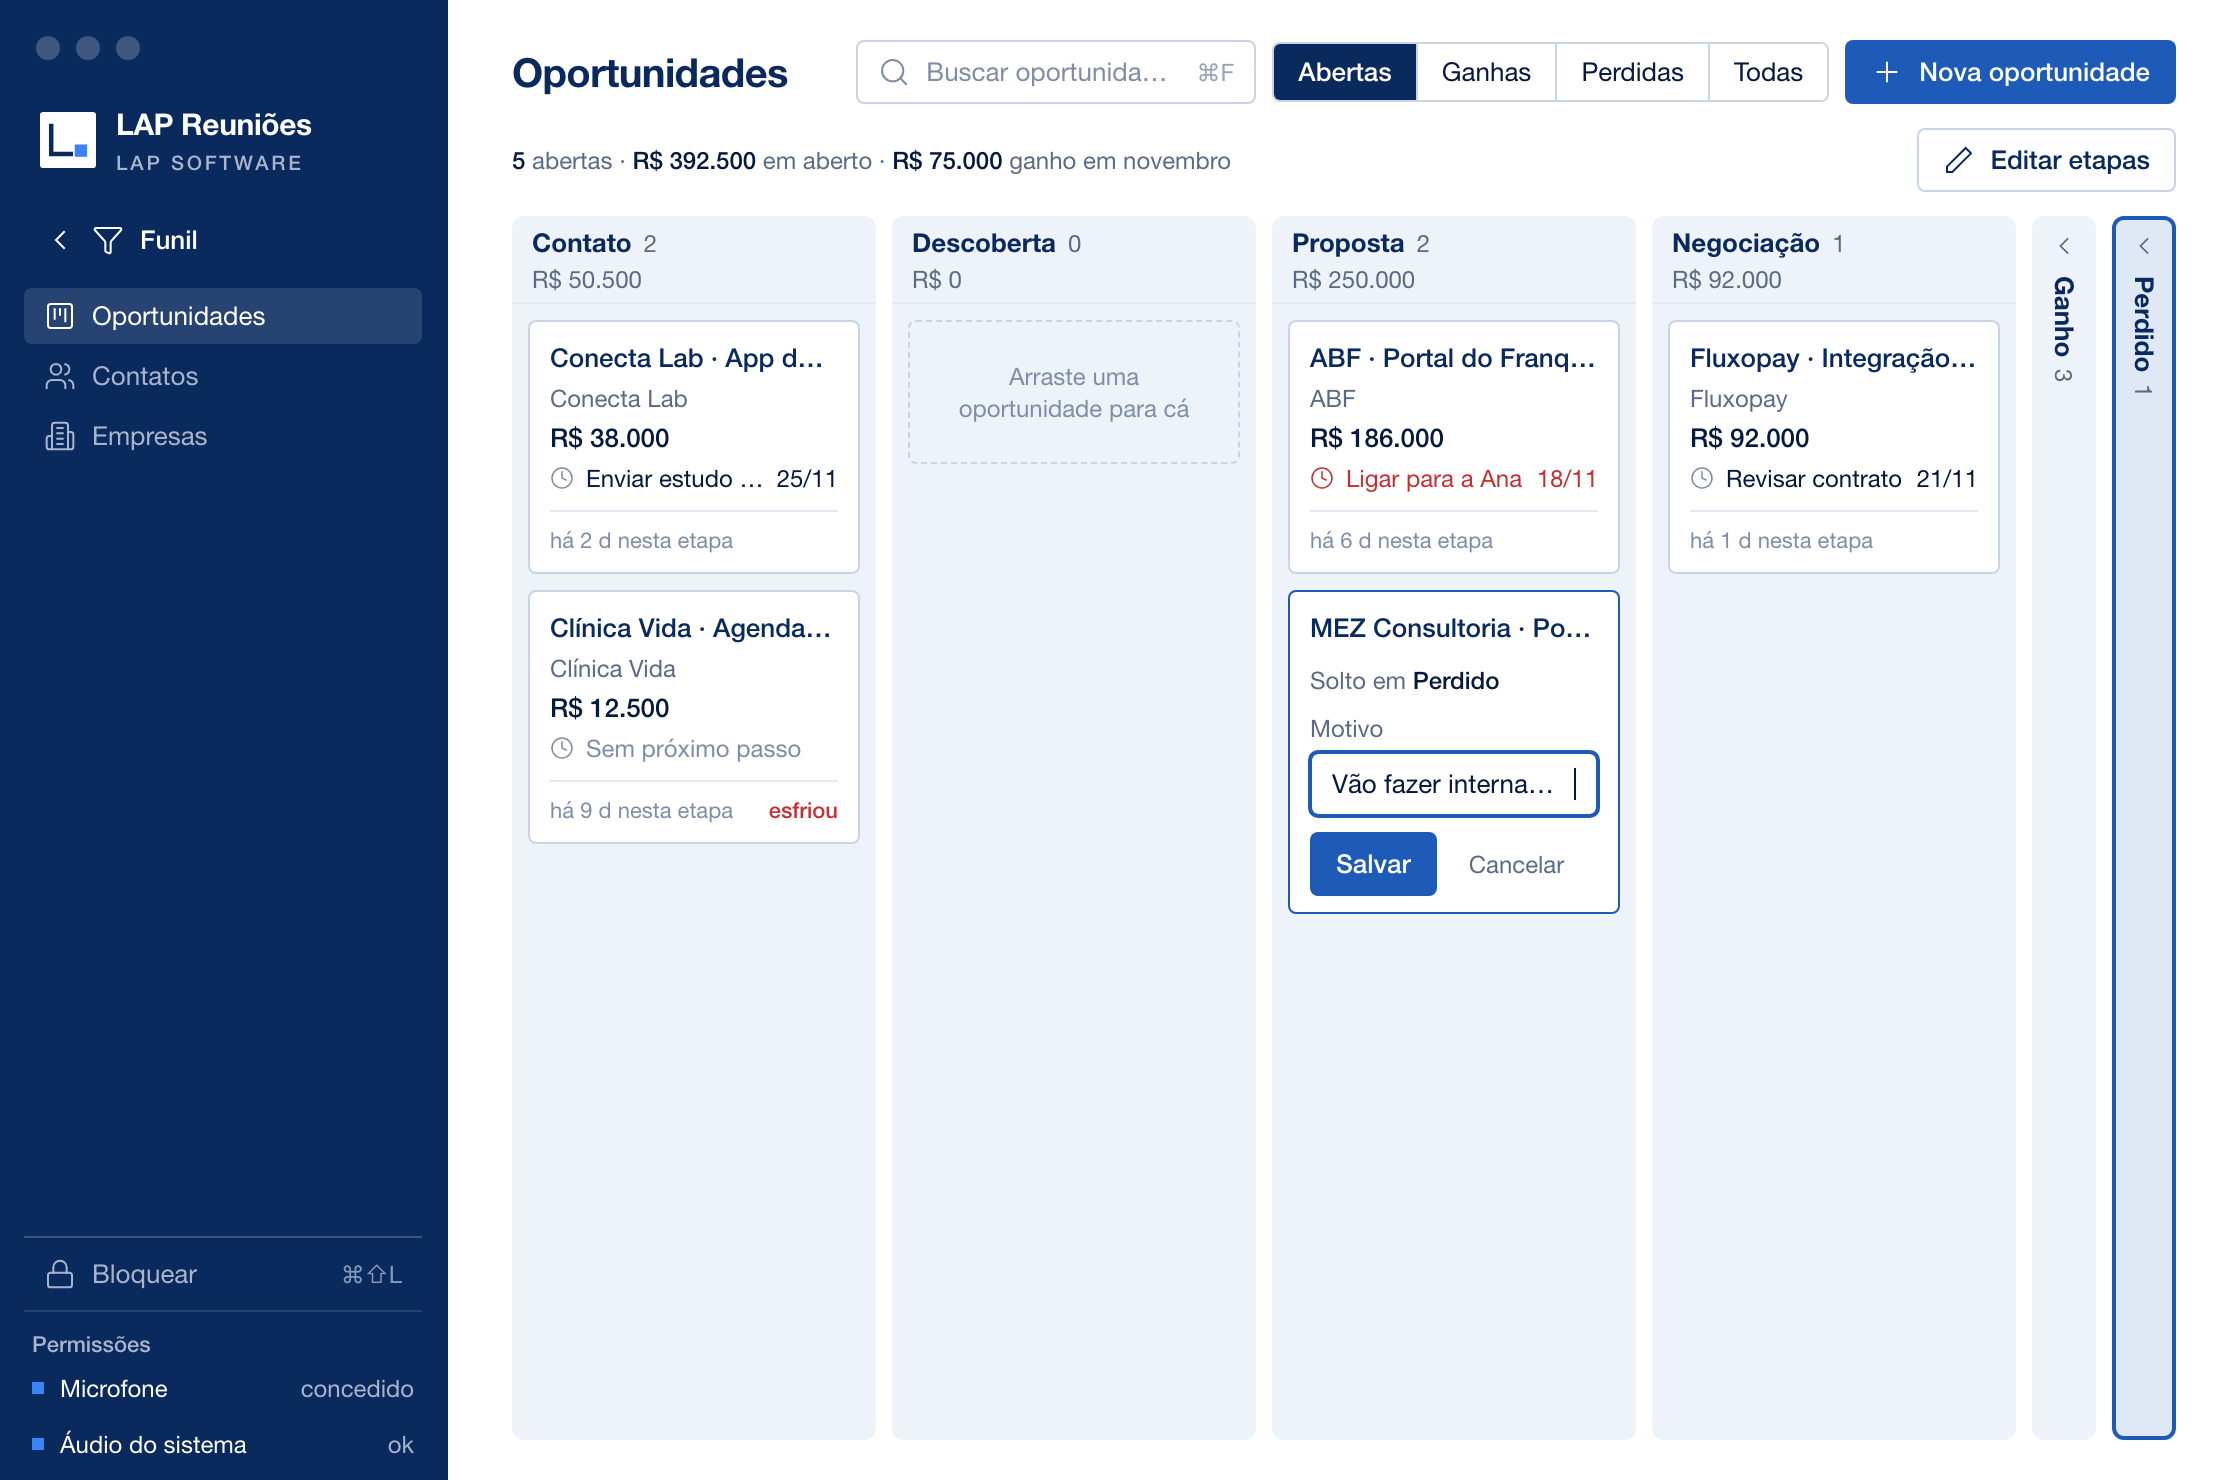 LAP Reuniões
LAP SOFTWARE
Funil
Oportunidades
Contatos
Empresas
Bloquear ⌘⇧L
Permissões
Microfone concedido
Áudio do sistema ok
Oportunidades
Buscar oportunida… ⌘F
Abertas Ganhas Perdidas Todas
+ Nova oportunidade
5 abertas · R$ 392.500 em aberto · R$ 75.000 ganho em novembro
Editar etapas
Contato 2
R$ 50.500
Conecta Lab · App d…
Conecta Lab
R$ 38.000
Enviar estudo … 25/11
há 2 d nesta etapa
Clínica Vida · Agenda…
Clínica Vida
R$ 12.500
Sem próximo passo
há 9 d nesta etapa esfriou
Descoberta 0
R$ 0
Arraste uma
oportunidade para cá
Proposta 2
R$ 250.000
ABF · Portal do Franq…
ABF
R$ 186.000
Ligar para a Ana 18/11
há 6 d nesta etapa
MEZ Consultoria · Po…
Solto em Perdido
Motivo
Vão fazer interna…
Salvar Cancelar
Negociação 1
R$ 92.000
Fluxopay · Integração…
Fluxopay
R$ 92.000
Revisar contrato 21/11
há 1 d nesta etapa
Ganho 3
Perdido 1